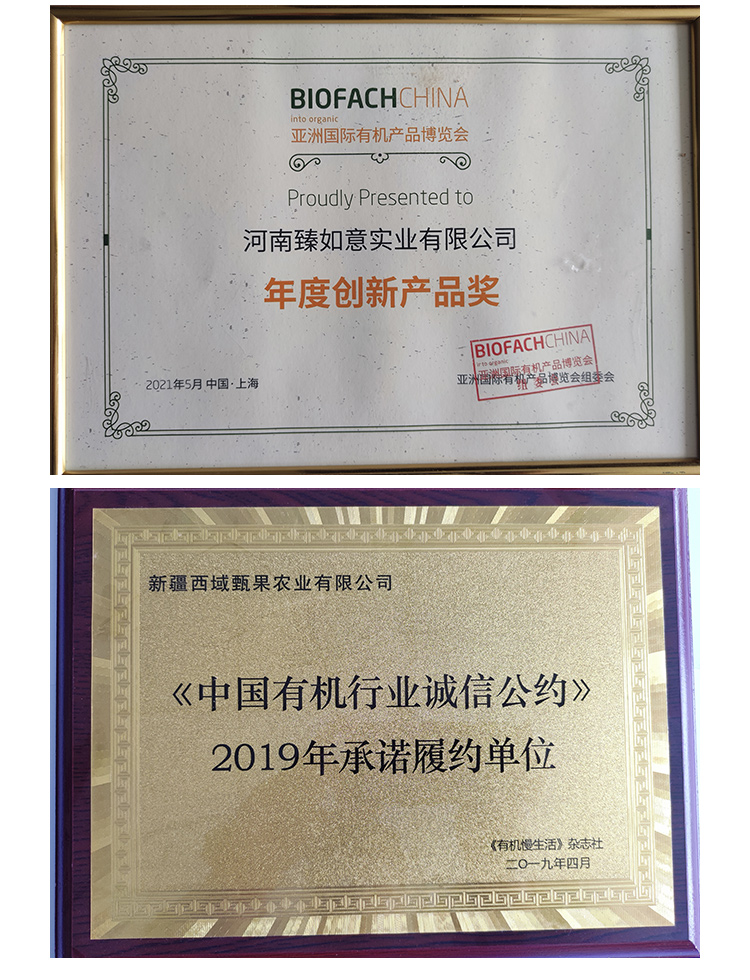 BIOFACHCHINA
into organic
亚洲国际有机产品博览会
Proudly Presented to
河南臻如意实业有限公司
年度创新产品奖
BIOFACHCHINA
into organic
亚洲国际有机产品博览会
组委会
2021年5月 中国·上海
亚洲国际有机产品博览会组委会
新疆西域甄果农业有限公司
《中国有机行业诚信公约》
2019年承诺履约单位
《有机慢生活》杂志社
二〇一九年四月